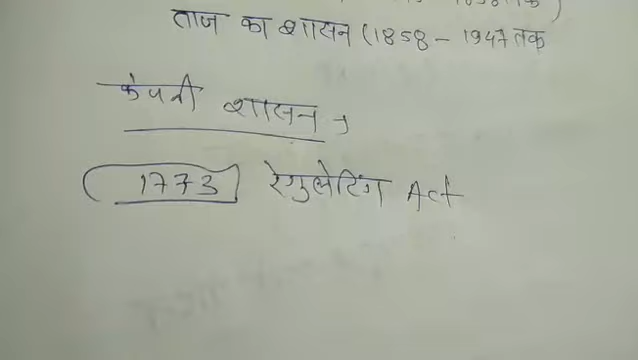 ताज का शासन (1858 - 1947 तक
कंपनी शासन
1773 रेगुलेटिंग Act